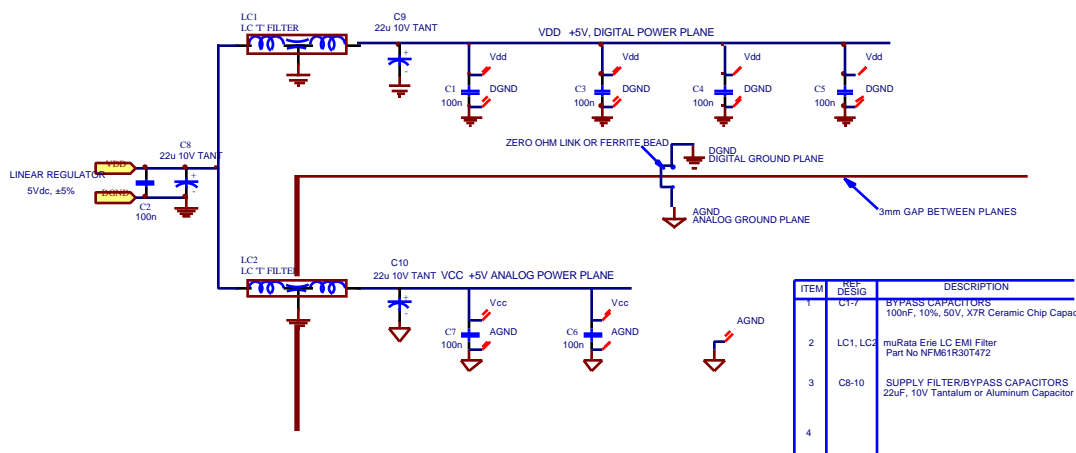 LC1
LC 'T' FILTER
C9
22u 10V TANT
VDD +5V, DIGITAL POWER PLANE
Vdd
Vdd
Vdd
Vdd
C1
100n
DGND
C3
100n
DGND
C4
100n
DGND
C5
100n
DGND
C8
22u 10V TANT
VDD
LINEAR REGULATOR
5Vdc, ±5%
DGND
C2
100n
ZERO OHM LINK OR FERRITE BEAD
DGND
DIGITAL GROUND PLANE
AGND
ANALOG GROUND PLANE
3mm GAP BETWEEN PLANES
LC2
LC 'T' FILTER
C10
22u 10V TANT
VCC +5V ANALOG POWER PLANE
Vcc
Vcc
C7
100n
AGND
C6
100n
AGND
AGND
ITEM REF DESIG DESCRIPTION
1 C1-7 BYPASS CAPACITORS
100nF, 10%, 50V, X7R Ceramic Chip Capac
2 LC1, LC2 muRata Erie LC EMI Filter
Part No NFM61R30T472
3 C8-10 SUPPLY FILTER/BYPASS CAPACITORS
22uF, 10V Tantalum or Aluminum Capacitor
4